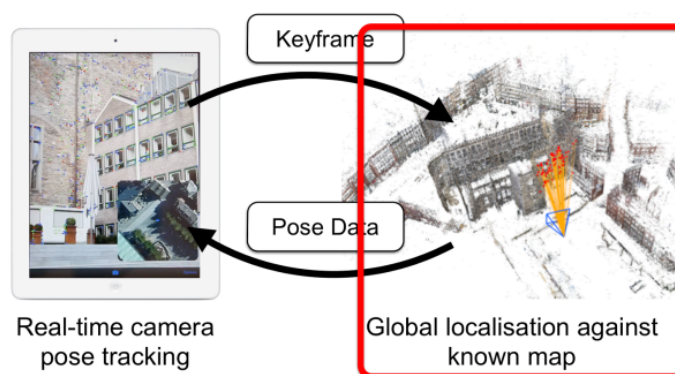 Keyframe
Pose Data
Real-time camera
pose tracking
Global localisation against
known map